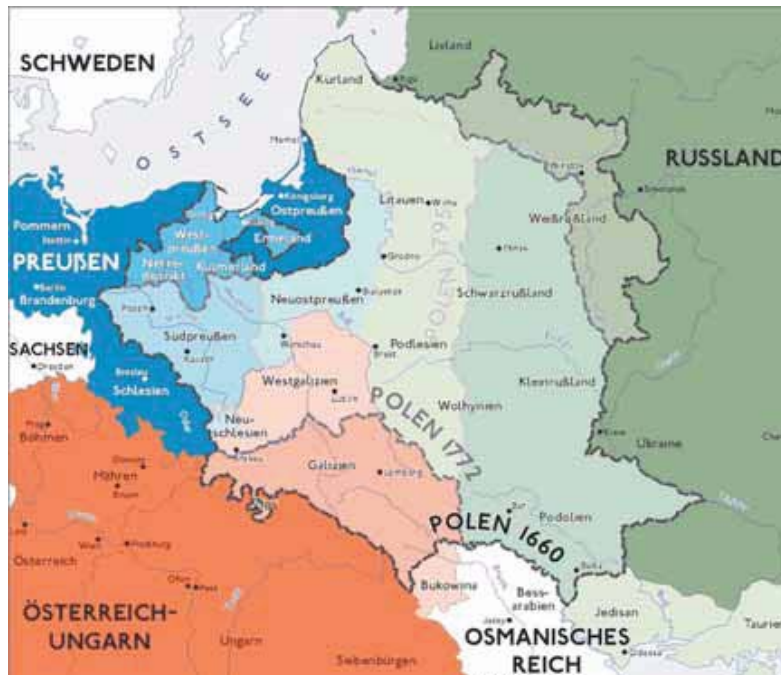 SCHWEDEN
OSTSEE
Livland
Riga
Kurland
Memel
RUSSLAND
Litauen
Wilna
Weißrußland
Smolensk
Königsberg
Ostpreußen
Ermeland
West-
preußen
Netze-
distrikt
Kulmerland
Pommern
Stettin
PREUẞEN
Berlin
Brandenburg
Grodno
Minsk
POLEN 1795
Schwarzrußland
Neuostpreußen
Bialystok
Posen
Südpreußen
Kalisch
Warschau
SACHSEN
Dresden
Breslau
Schlesien
Oder
Podlesien
Brest
Westgalizien
Lublin
Kleinrußland
Wolhynien
POLEN 1772
Neu-
schlesien
Krakau
Kiew
Ukraine
Prag
Böhmen
Olmütz
Mähren
Brünn
Galizien
Lemberg
POLEN 1660
Bar
Podolien
Balta
Österreich
Wien
Preßburg
Ofen
Pest
Bukowina
Bess-
arabien
Jassy
Jedisan
Taurien
Odessa
ÖSTERREICH-
UNGARN
Ungarn
Siebenbürgen
OSMANISCHES
REICH